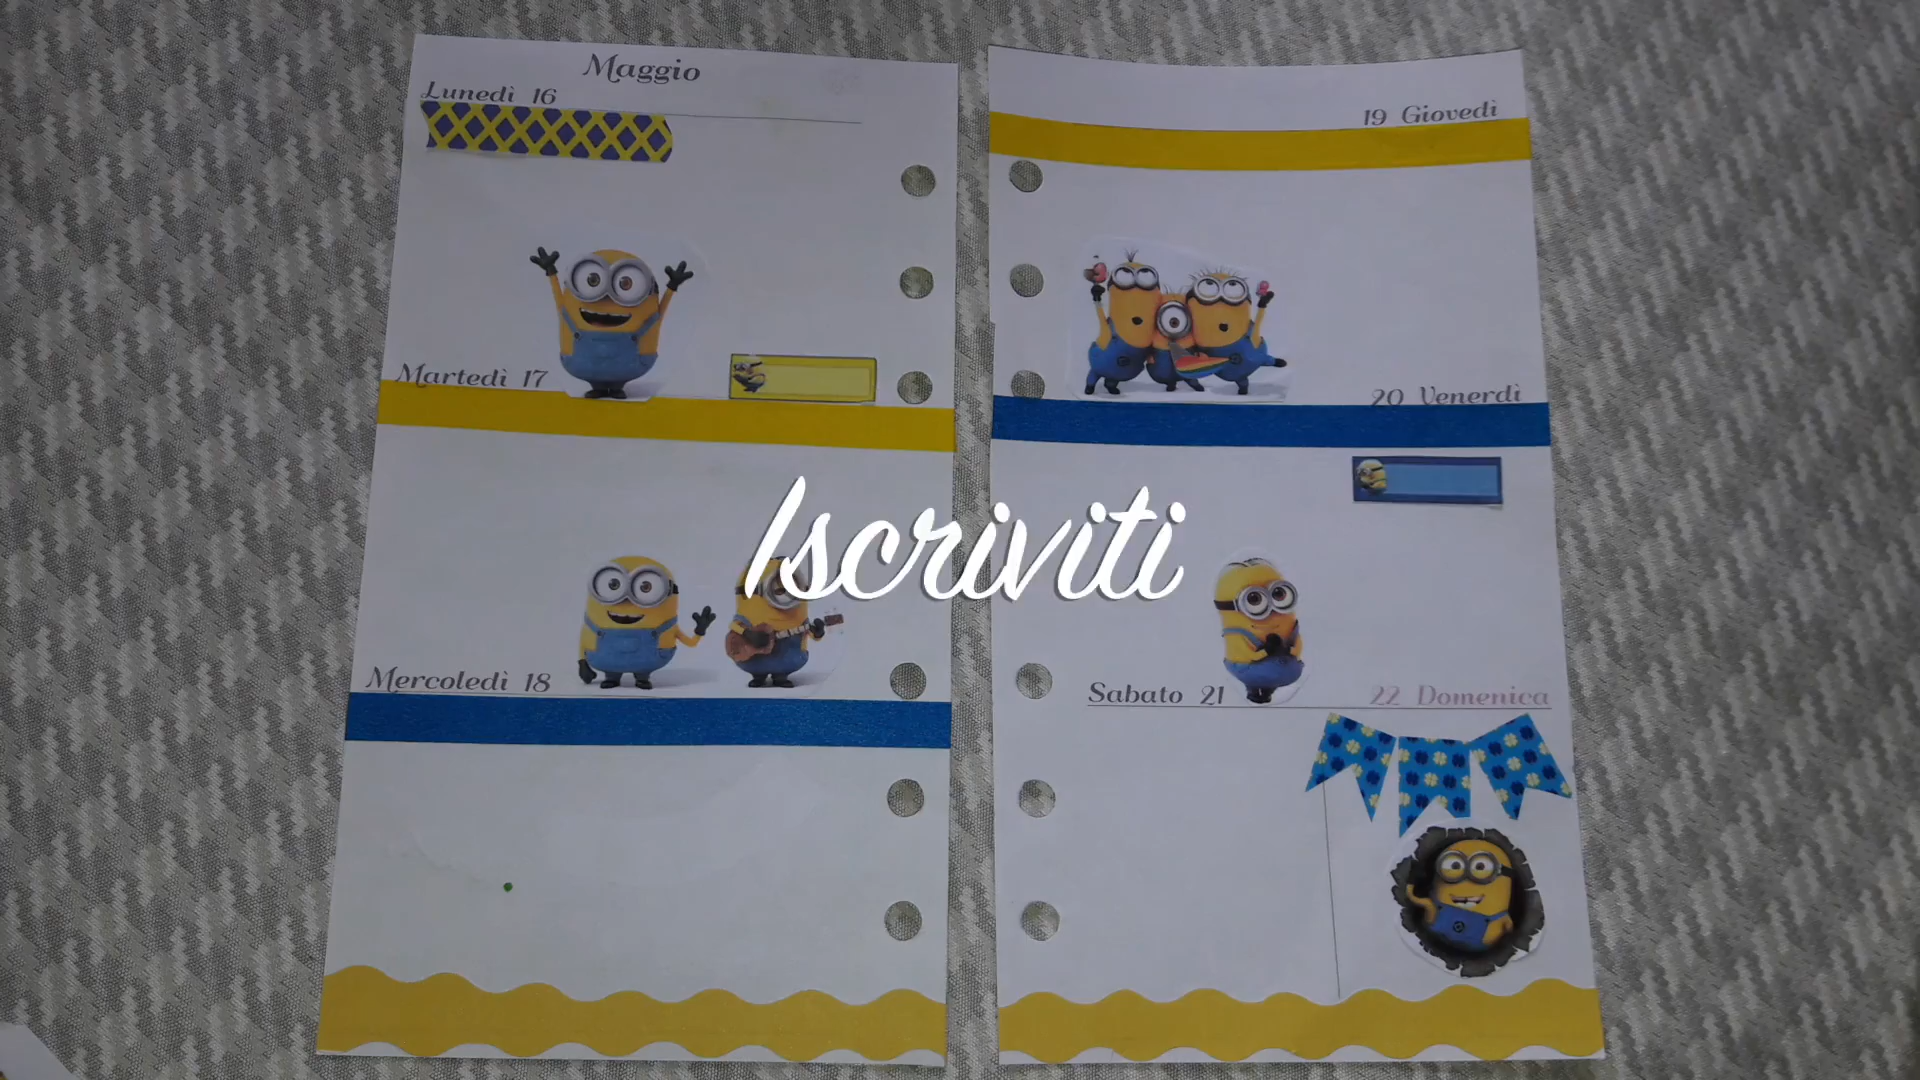 Maggio
Lunedì 16
Martedì 17
Mercoledì 18
19 Giovedì
20 Venerdì
Sabato 21
22 Domenica
Iscriviti